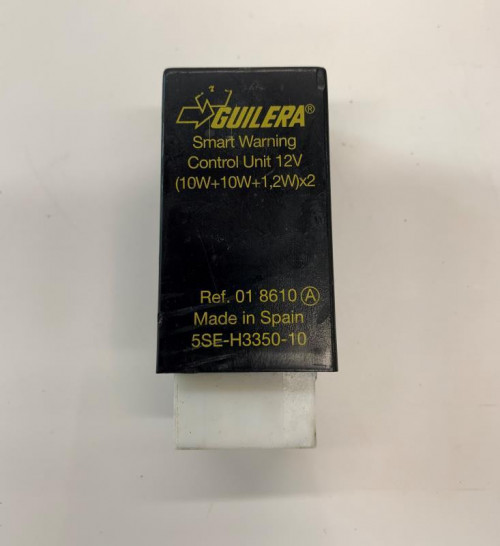 GUILERA®
Smart Warning
Control Unit 12V
(10W+10W+1,2W)x2
Ref. 01 8610 Ⓐ
Made in Spain
5SE-H3350-10